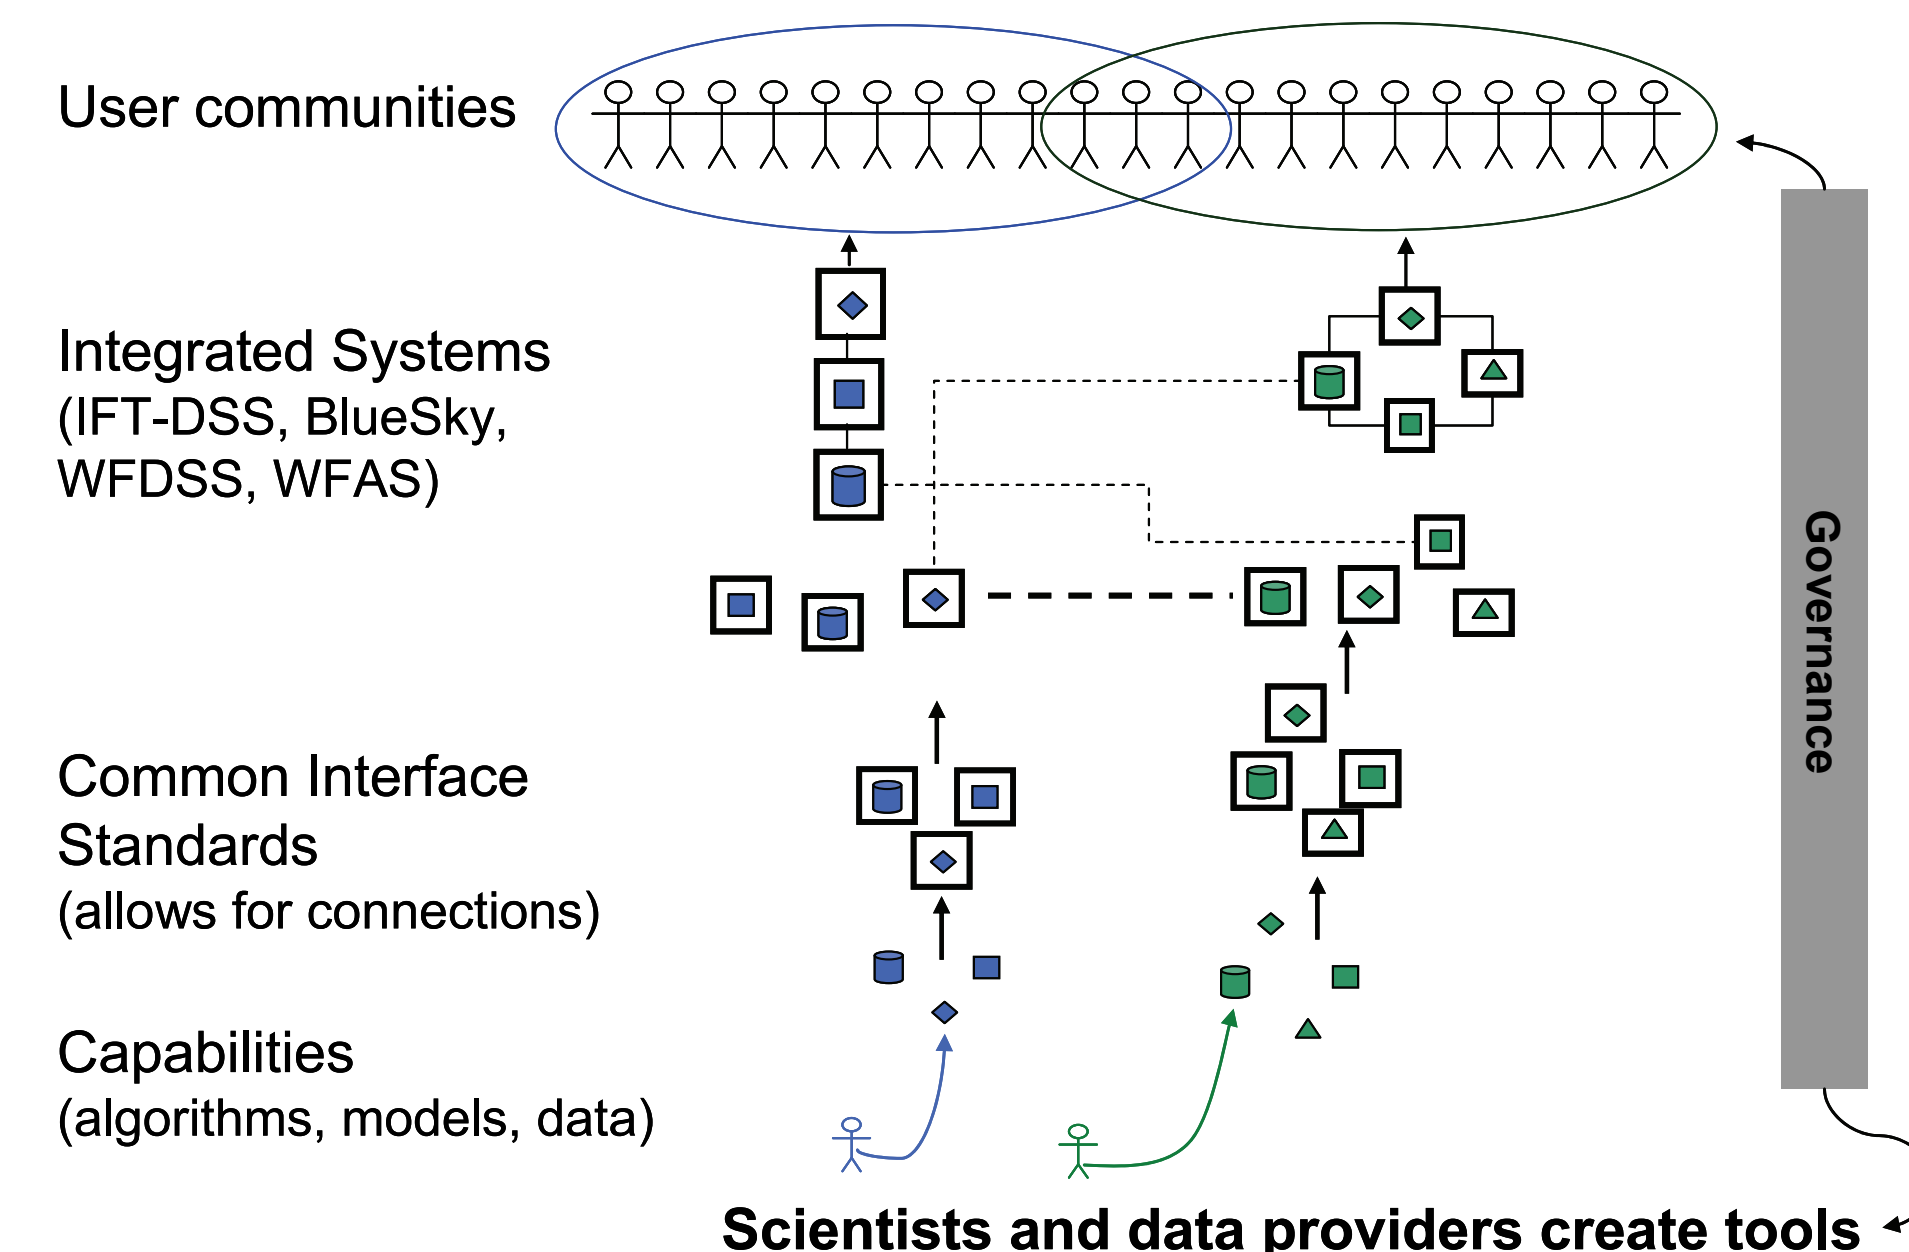 User communities
Integrated Systems
(IFT-DSS, BlueSky,
WFDSS, WFAS)
Governance
Common Interface
Standards
(allows for connections)
Capabilities
(algorithms, models, data)
Scientists and data providers create tools